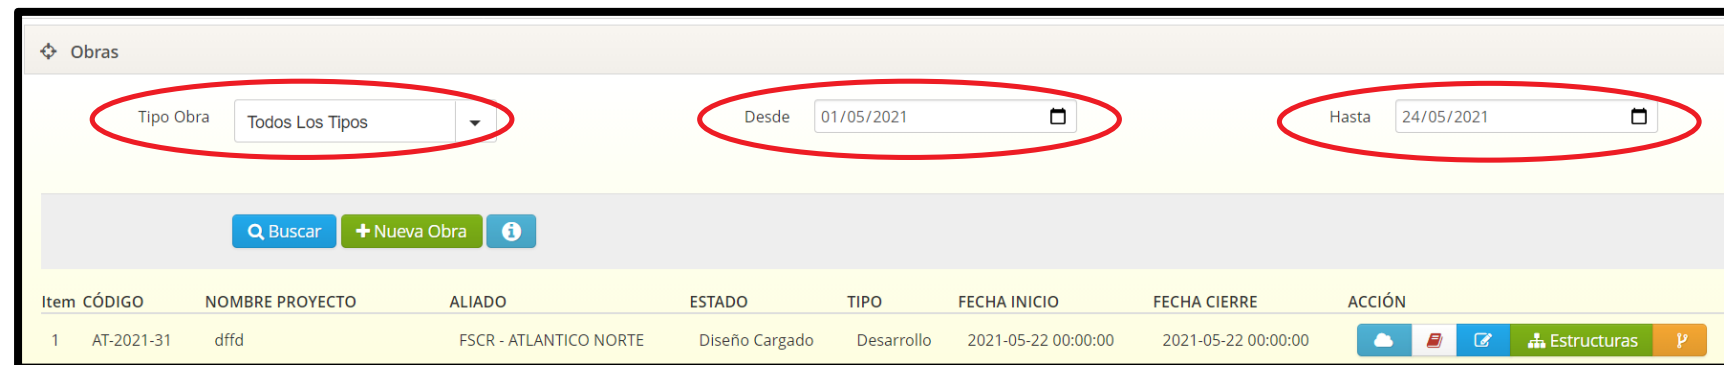 Obras
Tipo Obra Todos Los Tipos Desde 01/05/2021 Hasta 24/05/2021
Buscar Nueva Obra
Item CÓDIGO NOMBRE PROYECTO ALIADO ESTADO TIPO FECHA INICIO FECHA CIERRE ACCIÓN
1 AT-2021-31 dffd FSCR - ATLANTICO NORTE Diseño Cargado Desarrollo 2021-05-22 00:00:00 2021-05-22 00:00:00 Estructuras